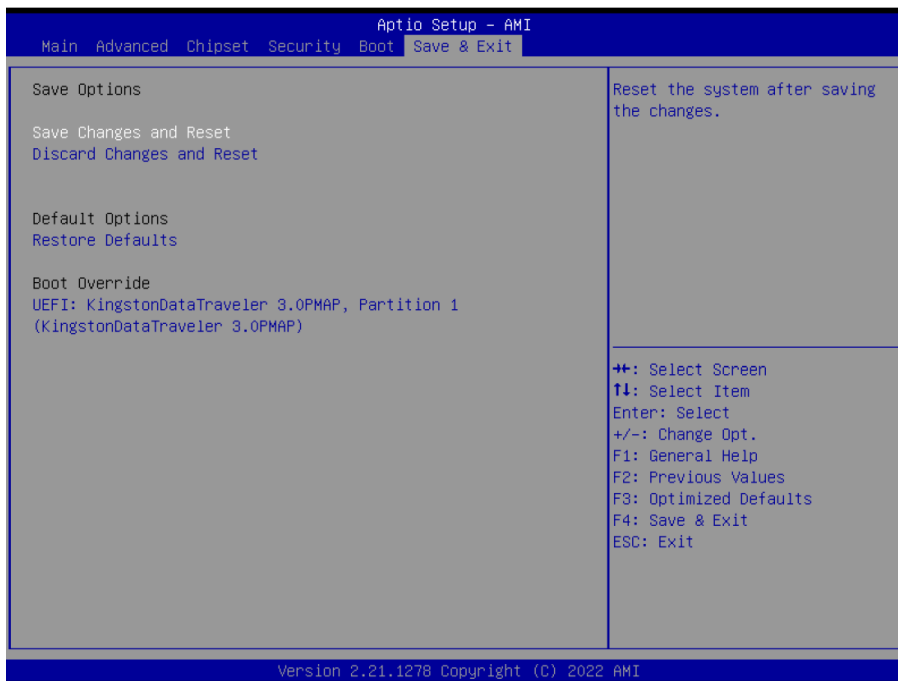 Aptio Setup – AMI
Main Advanced Chipset Security Boot Save & Exit
Save Options
Save Changes and Reset
Discard Changes and Reset
Default Options
Restore Defaults
Boot Override
UEFI: KingstonDataTraveler 3.0PMAP, Partition 1
(KingstonDataTraveler 3.0PMAP)
Reset the system after saving
the changes.
→←: Select Screen
↑↓: Select Item
Enter: Select
+/-: Change Opt.
F1: General Help
F2: Previous Values
F3: Optimized Defaults
F4: Save & Exit
ESC: Exit
Version 2.21.1278 Copyright (C) 2022 AMI